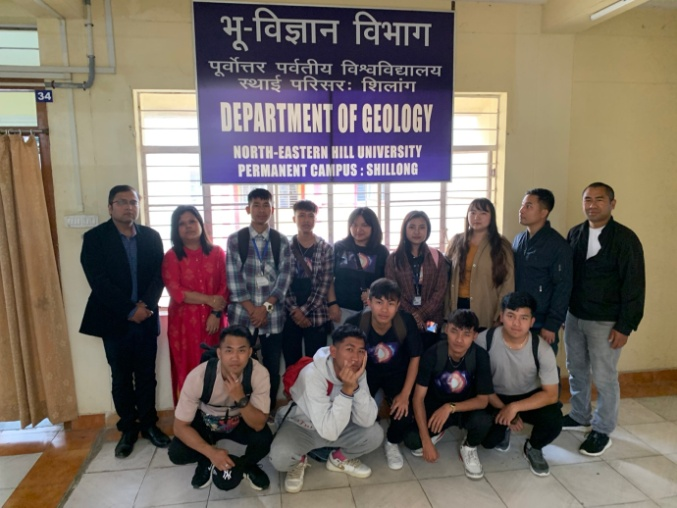 भू-विज्ञान विभाग
पूर्वोत्तर पर्वतीय विश्वविद्यालय
स्थाई परिसरः शिलांग
DEPARTMENT OF GEOLOGY
NORTH-EASTERN HILL UNIVERSITY
PERMANENT CAMPUS : SHILLONG
34